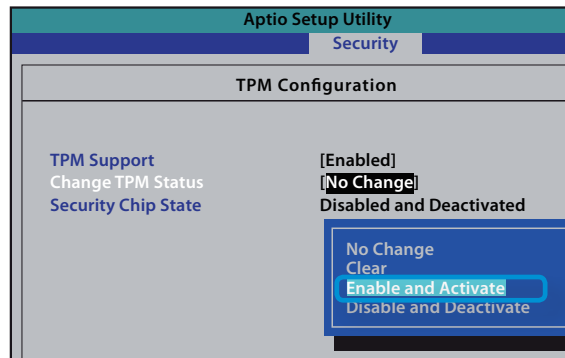 Aptio Setup Utility
Security
TPM Configuration
TPM Support [Enabled]
Change TPM Status [No Change]
Security Chip State Disabled and Deactivated
No Change
Clear
Enable and Activate
Disable and Deactivate